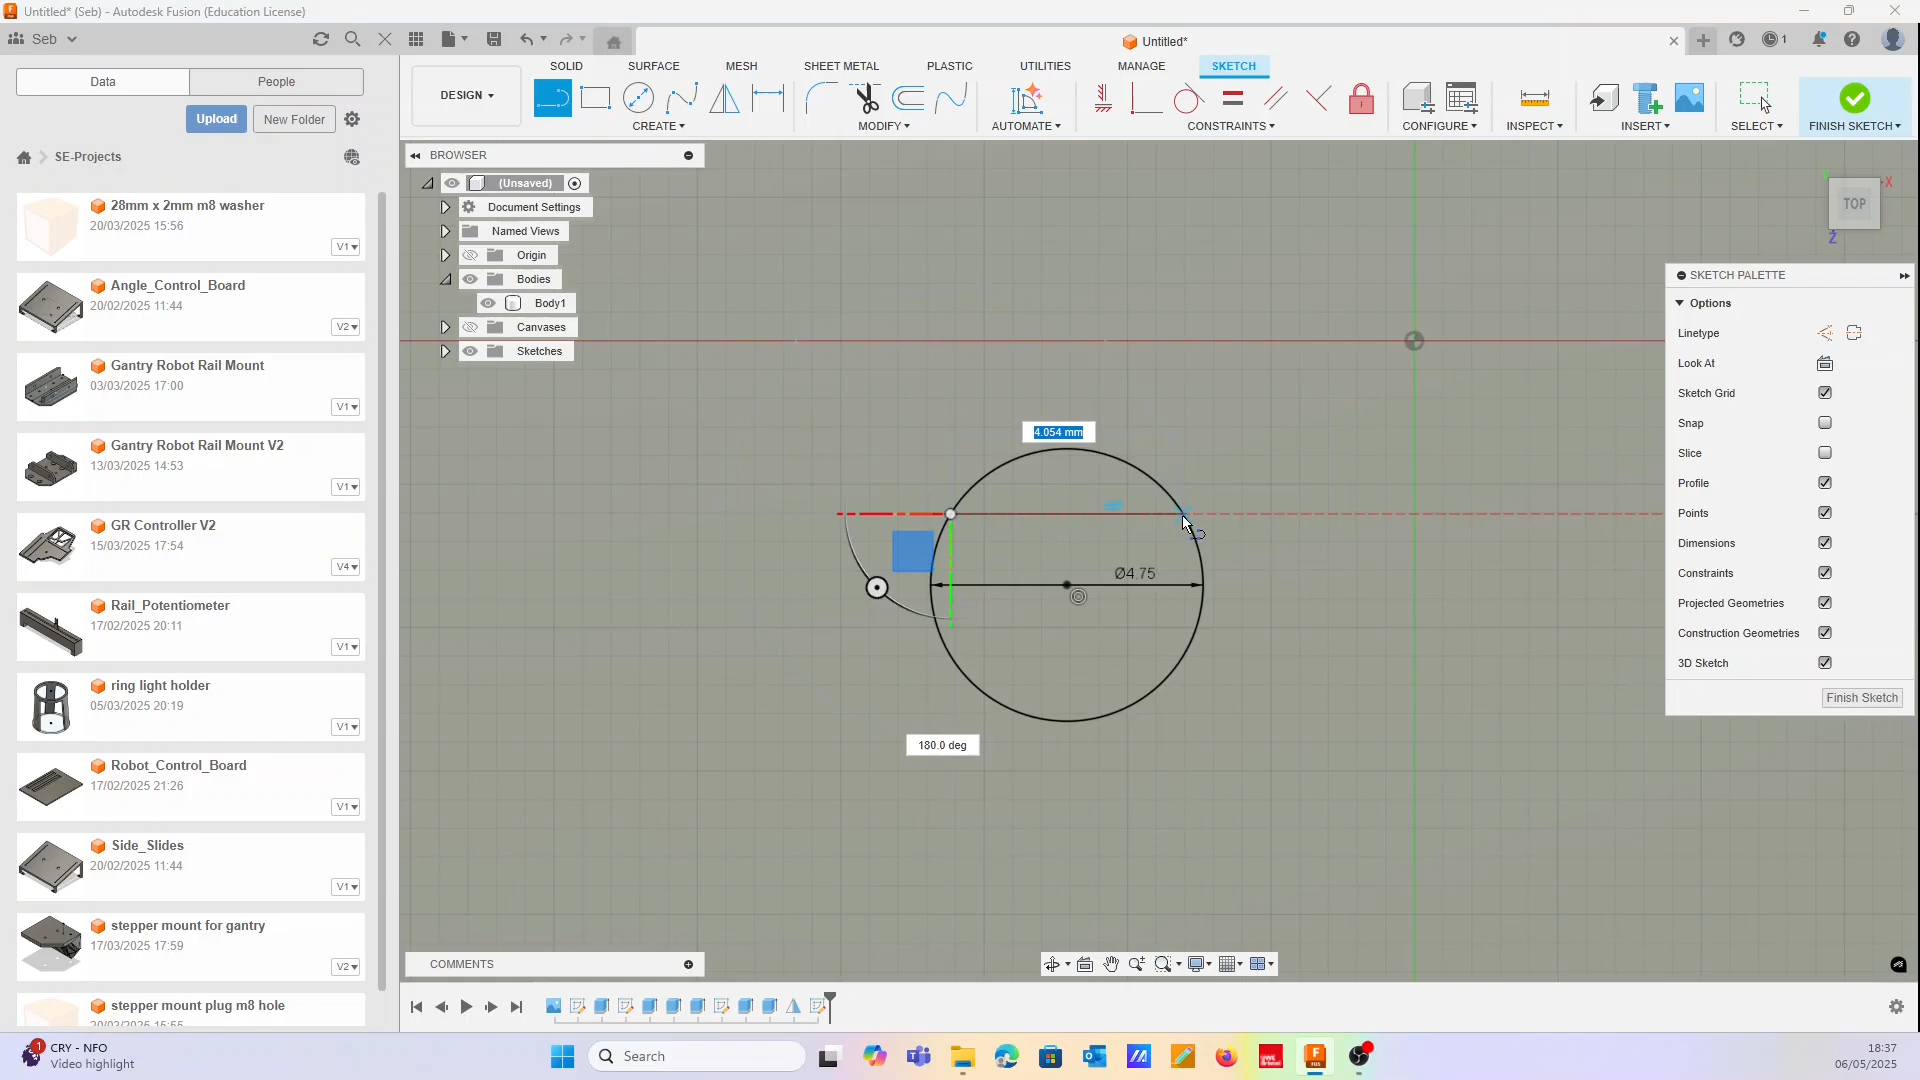 Untitled* (Seb) - Autodesk Fusion (Education License)
Seb
1
Untitled*
Data
People
Upload
New Folder
SE-Projects
28mm x 2mm m8 washer
20/03/2025 15:56
V1
Angle_Control_Board
20/02/2025 11:44
V2
Gantry Robot Rail Mount
03/03/2025 17:00
V1
Gantry Robot Rail Mount V2
13/03/2025 14:53
V1
GR Controller V2
15/03/2025 17:54
V4
Rail_Potentiometer
17/02/2025 20:11
V1
ring light holder
05/03/2025 20:19
V1
Robot_Control_Board
17/02/2025 21:26
V1
Side_Slides
20/02/2025 11:44
V1
stepper mount for gantry
17/03/2025 17:59
V2
stepper mount plug m8 hole
20/02/2025 15:55
V1
DESIGN
SOLID
SURFACE
MESH
SHEET METAL
PLASTIC
UTILITIES
MANAGE
SKETCH
CREATE
MODIFY
AUTOMATE
CONSTRAINTS
CONFIGURE
INSPECT
INSERT
SELECT
FINISH SKETCH
BROWSER
(Unsaved)
Document Settings
Named Views
Origin
Bodies
Body1
Canvases
Sketches
TOP
X
Z
4.054 mm
Ø4.75
180.0 deg
SKETCH PALETTE
Options
Linetype
Look At
Sketch Grid
Snap
Slice
Profile
Points
Dimensions
Constraints
Projected Geometries
Construction Geometries
3D Sketch
Finish Sketch
COMMENTS
1
CRY - NFO
Video highlight
Search
18:37
06/05/2025